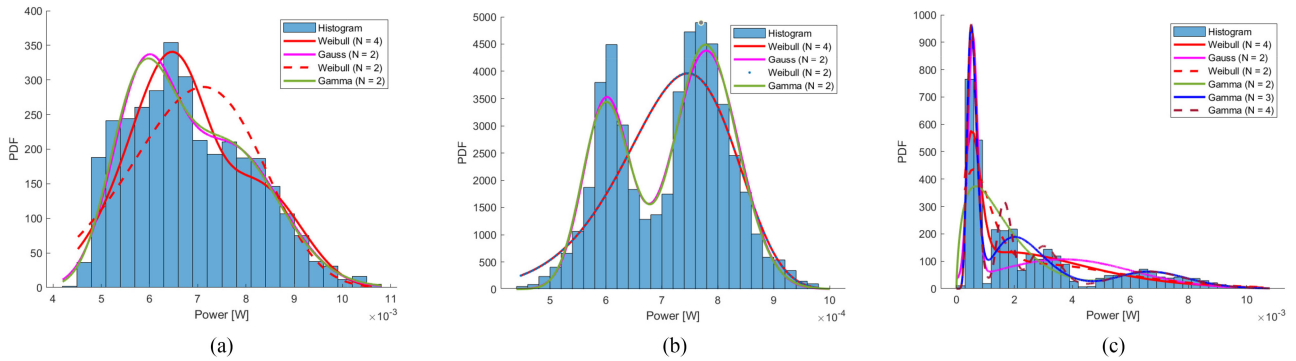 400
350
300
250
200
150
100
50
0
PDF
4
5
6
7
8
9
10
11
Power [W]
×10⁻³
Histogram
Weibull (N = 4)
Gauss (N = 2)
Weibull (N = 2)
Gamma (N = 2)
(a)
5000
4500
4000
3500
3000
2500
2000
1500
1000
500
0
PDF
5
6
7
8
9
10
Power [W]
×10⁻⁴
Histogram
Weibull (N = 4)
Gauss (N = 2)
Weibull (N = 2)
Gamma (N = 2)
(b)
1000
900
800
700
600
500
400
300
200
100
0
PDF
0
2
4
6
8
10
Power [W]
×10⁻³
Histogram
Weibull (N = 4)
Gauss (N = 2)
Weibull (N = 2)
Gamma (N = 2)
Gamma (N = 3)
Gamma (N = 4)
(c)